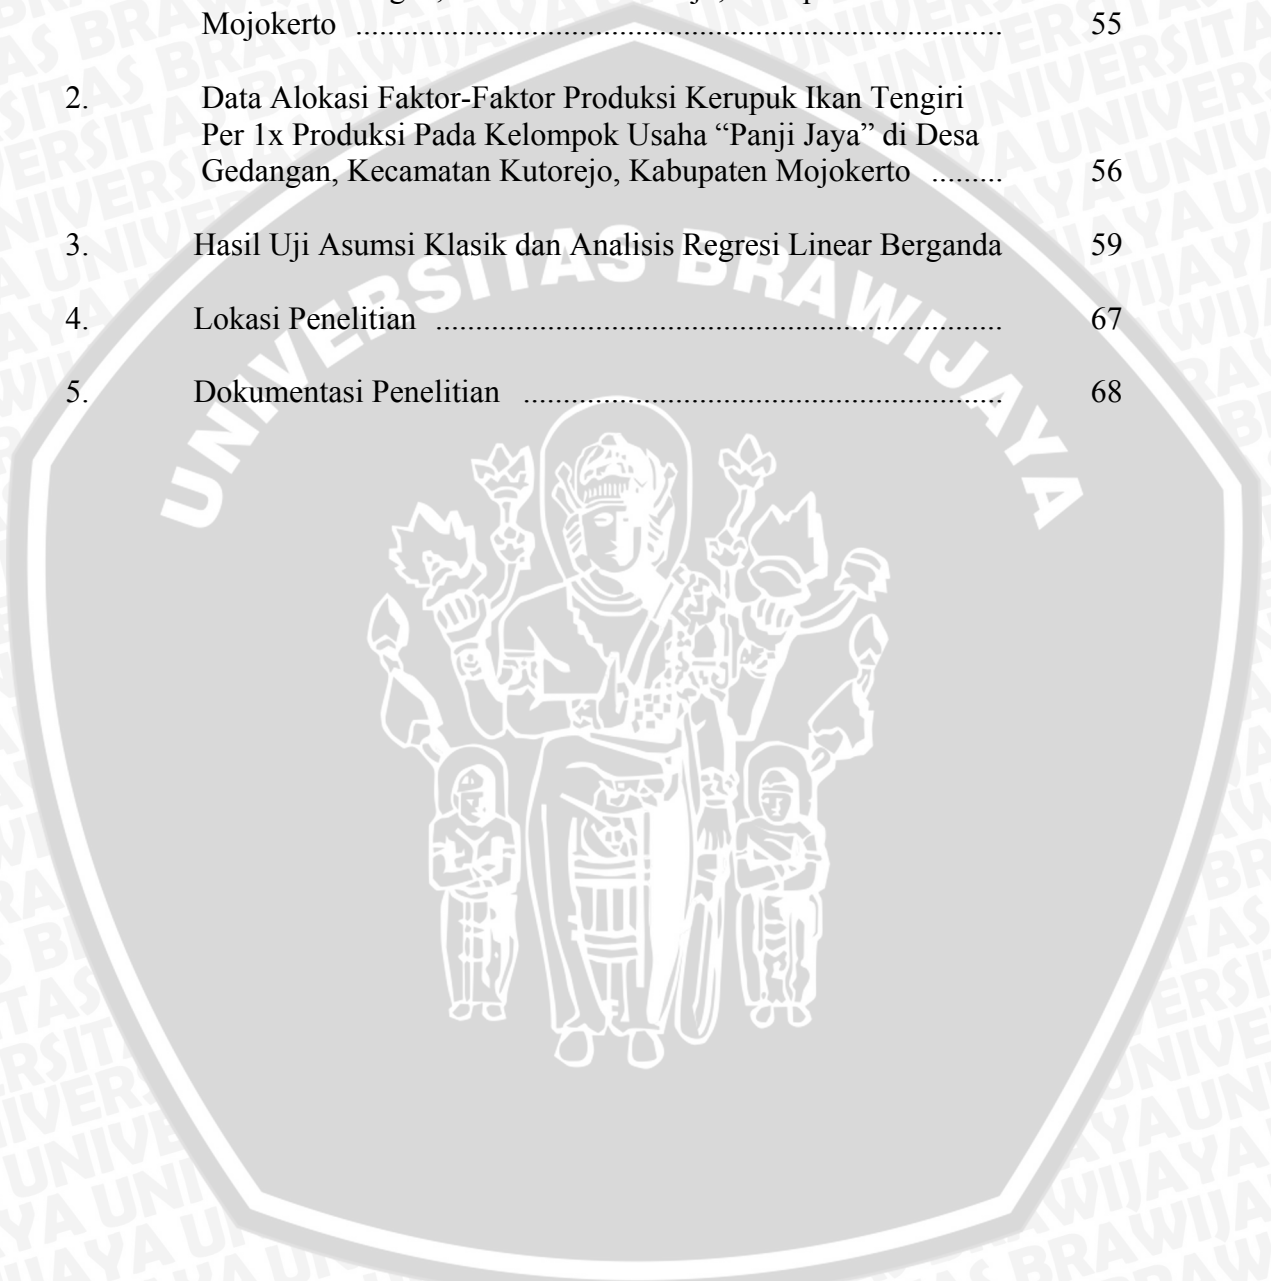 Mojokerto ................................................................................ 55
2. Data Alokasi Faktor-Faktor Produksi Kerupuk Ikan Tengiri
Per 1x Produksi Pada Kelompok Usaha “Panji Jaya” di Desa
Gedangan, Kecamatan Kutorejo, Kabupaten Mojokerto ......... 56
3. Hasil Uji Asumsi Klasik dan Analisis Regresi Linear Berganda 59
4. Lokasi Penelitian ...................................................................... 67
5. Dokumentasi Penelitian ........................................................... 68
UNIVERSITAS BRAWIJAYA